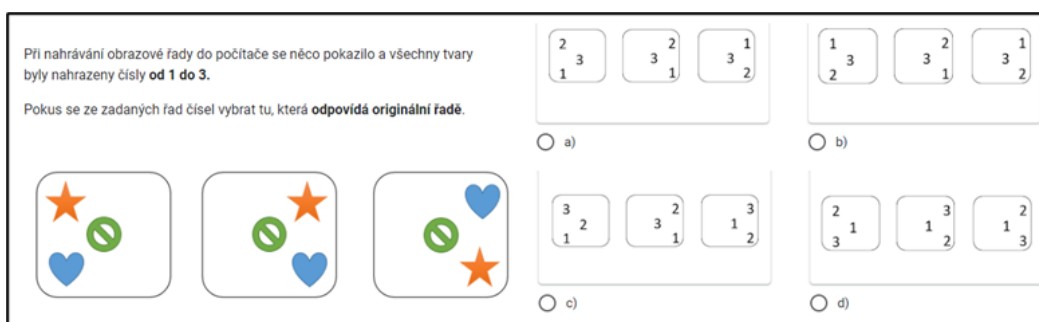 Při nahrávání obrazové řady do počítače se něco pokazilo a všechny tvary
byly nahrazeny čísly od 1 do 3.
Pokus se ze zadaných řad čísel vybrat tu, která odpovídá originální řadě.
2 2 1
3 3 3
1 1 2
a)
1 2 1
3 3 3
2 1 2
b)
3 2 3
2 3 1
1 1 2
c)
2 3 2
1 1 1
3 2 3
d)